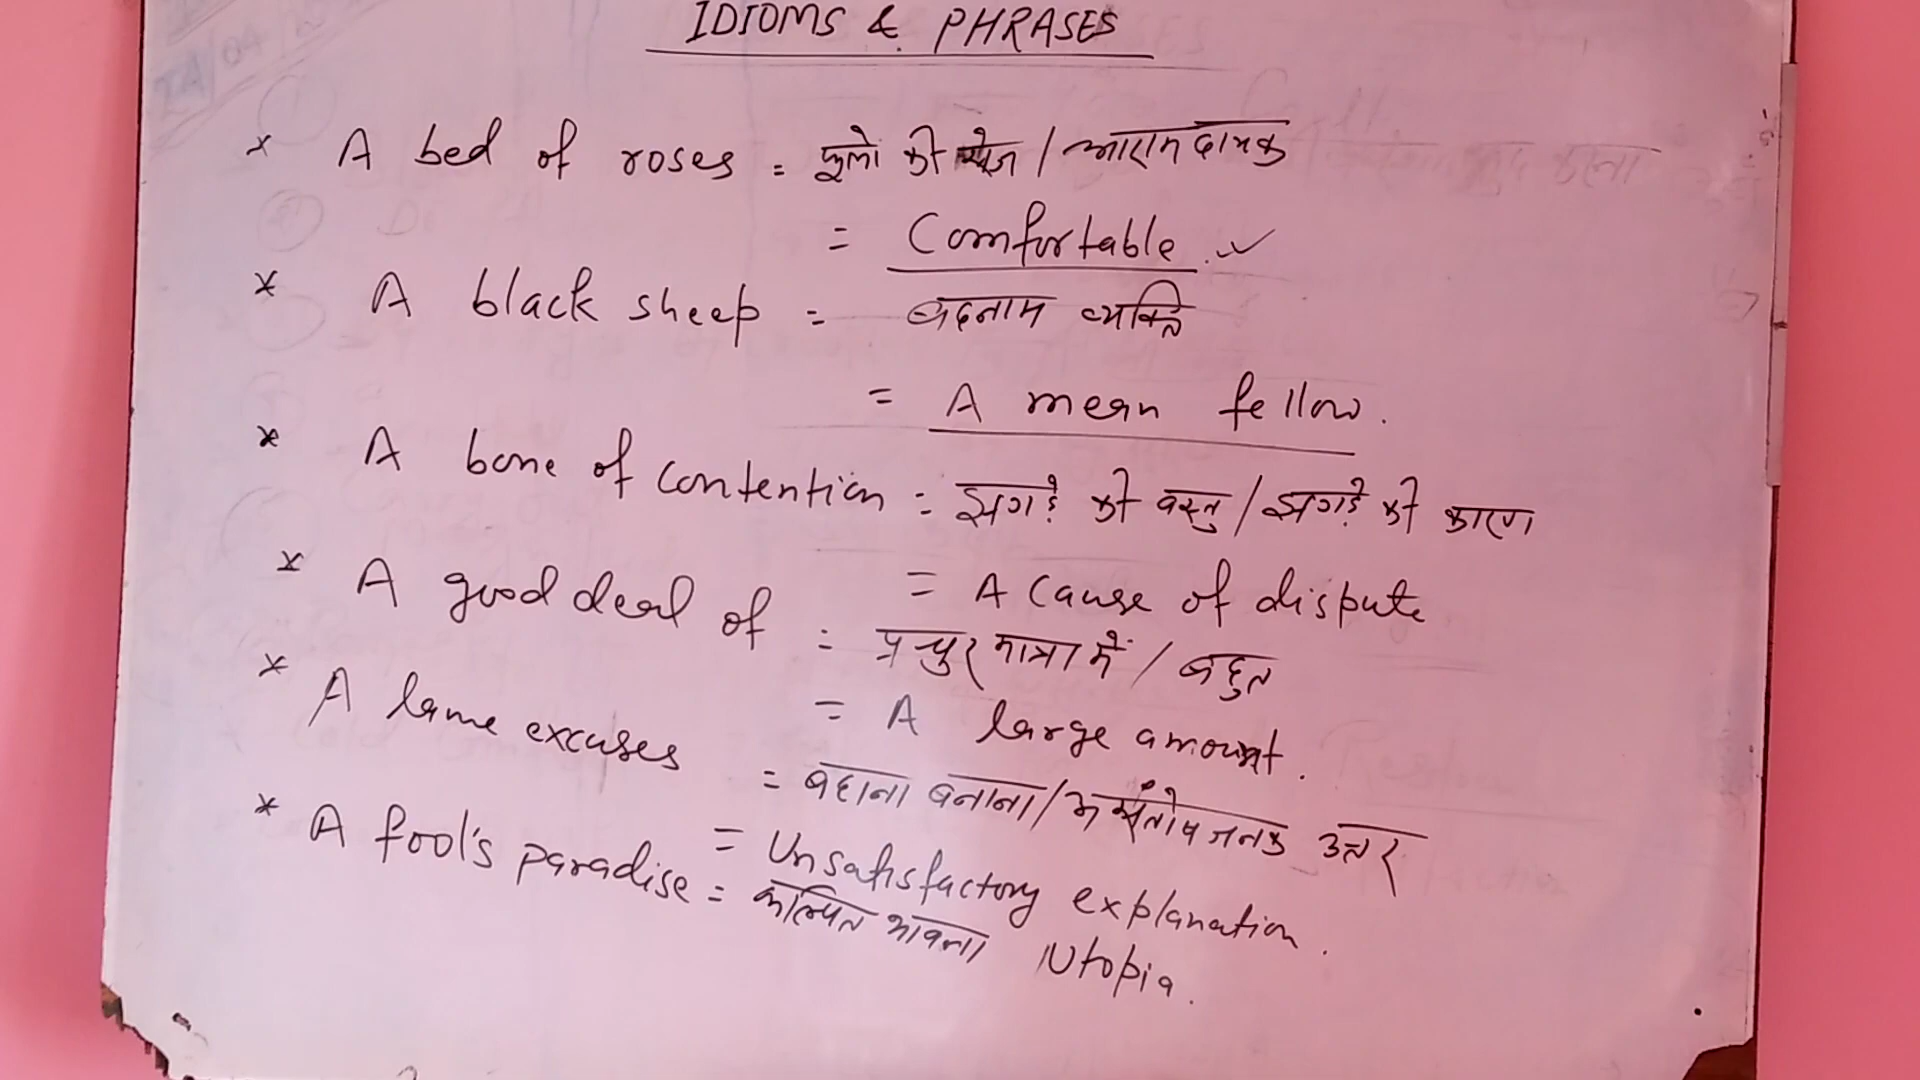 IDIOMS & PHRASES
* A bed of roses = फूलो की सेज / आरामदायक
= Comfortable. ✓
* A black sheep = बदनाम व्यक्ति
= A mean fellow.
* A bone of contention = झगड़े की वस्तु / झगड़े की कारण
= A cause of dispute
* A good deal of = प्रचुर मात्रा में / बहुत
= A large amount.
* A lame excuses = बहाना बनाना / असंतोषजनक उत्तर
= Unsatisfactory explanation.
* A fool's paradise = कल्पित भावना / Utopia.